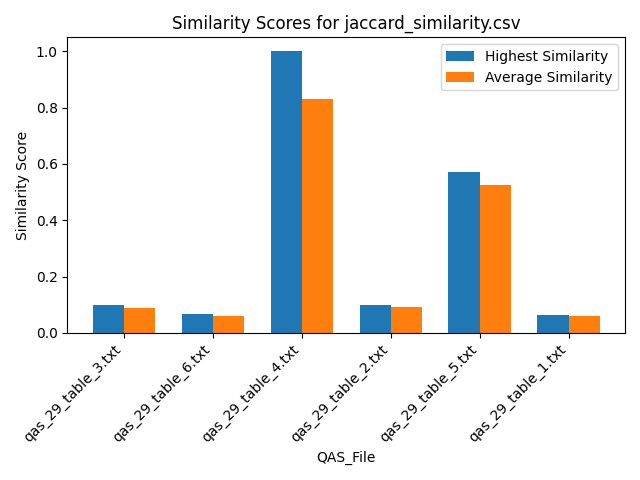 Similarity Scores for jaccard_similarity.csv
Highest Similarity
Average Similarity
Similarity Score
1.0
0.8
0.6
0.4
0.2
0.0
qas_29_table_3.txt
qas_29_table_6.txt
qas_29_table_4.txt
qas_29_table_2.txt
qas_29_table_5.txt
qas_29_table_1.txt
QAS_File